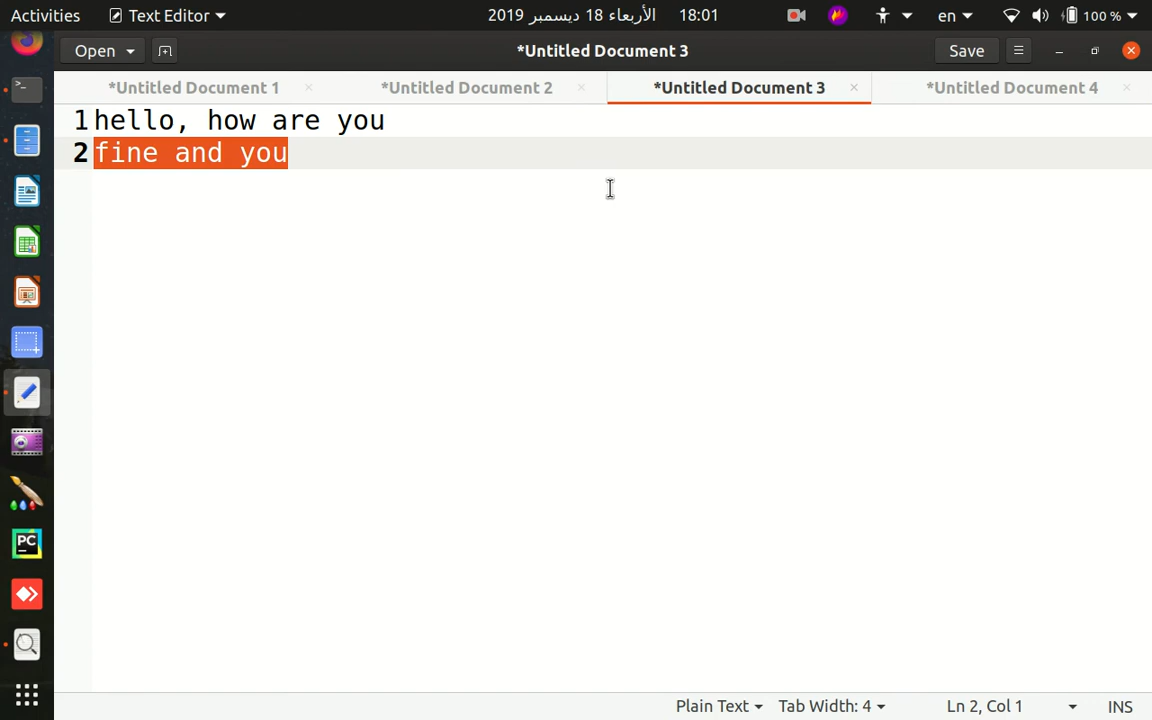 Activities Text Editor الأربعاء 18 ديسمبر 2019 18:01 en 100 %
Open *Untitled Document 3 Save
*Untitled Document 1 *Untitled Document 2 *Untitled Document 3 *Untitled Document 4
1 hello, how are you
2 fine and you
PC
Plain Text Tab Width: 4 Ln 2, Col 1 INS